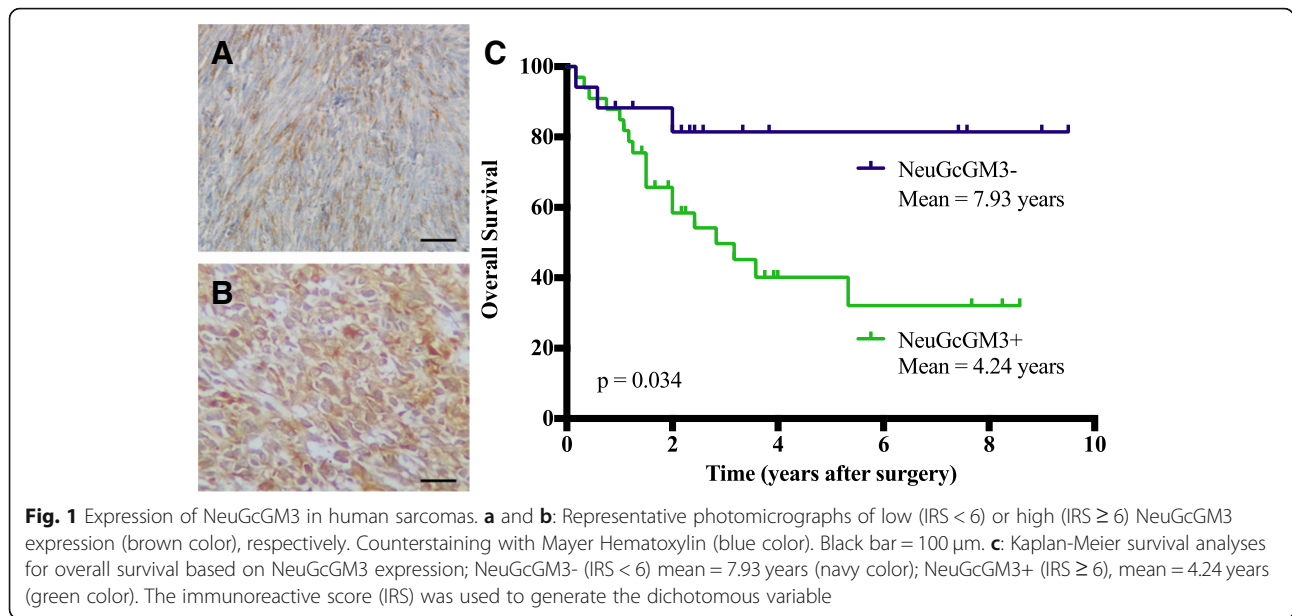 A
B
C
100
80
60
40
20
0
Overall Survival
NeuGcGM3-
Mean = 7.93 years
NeuGcGM3+
Mean = 4.24 years
p = 0.034
0 2 4 6 8 10
Time (years after surgery)
Fig. 1 Expression of NeuGcGM3 in human sarcomas. a and b: Representative photomicrographs of low (IRS < 6) or high (IRS ≥ 6) NeuGcGM3
expression (brown color), respectively. Counterstaining with Mayer Hematoxylin (blue color). Black bar = 100 μm. c: Kaplan-Meier survival analyses
for overall survival based on NeuGcGM3 expression; NeuGcGM3- (IRS < 6) mean = 7.93 years (navy color); NeuGcGM3+ (IRS ≥ 6), mean = 4.24 years
(green color). The immunoreactive score (IRS) was used to generate the dichotomous variable